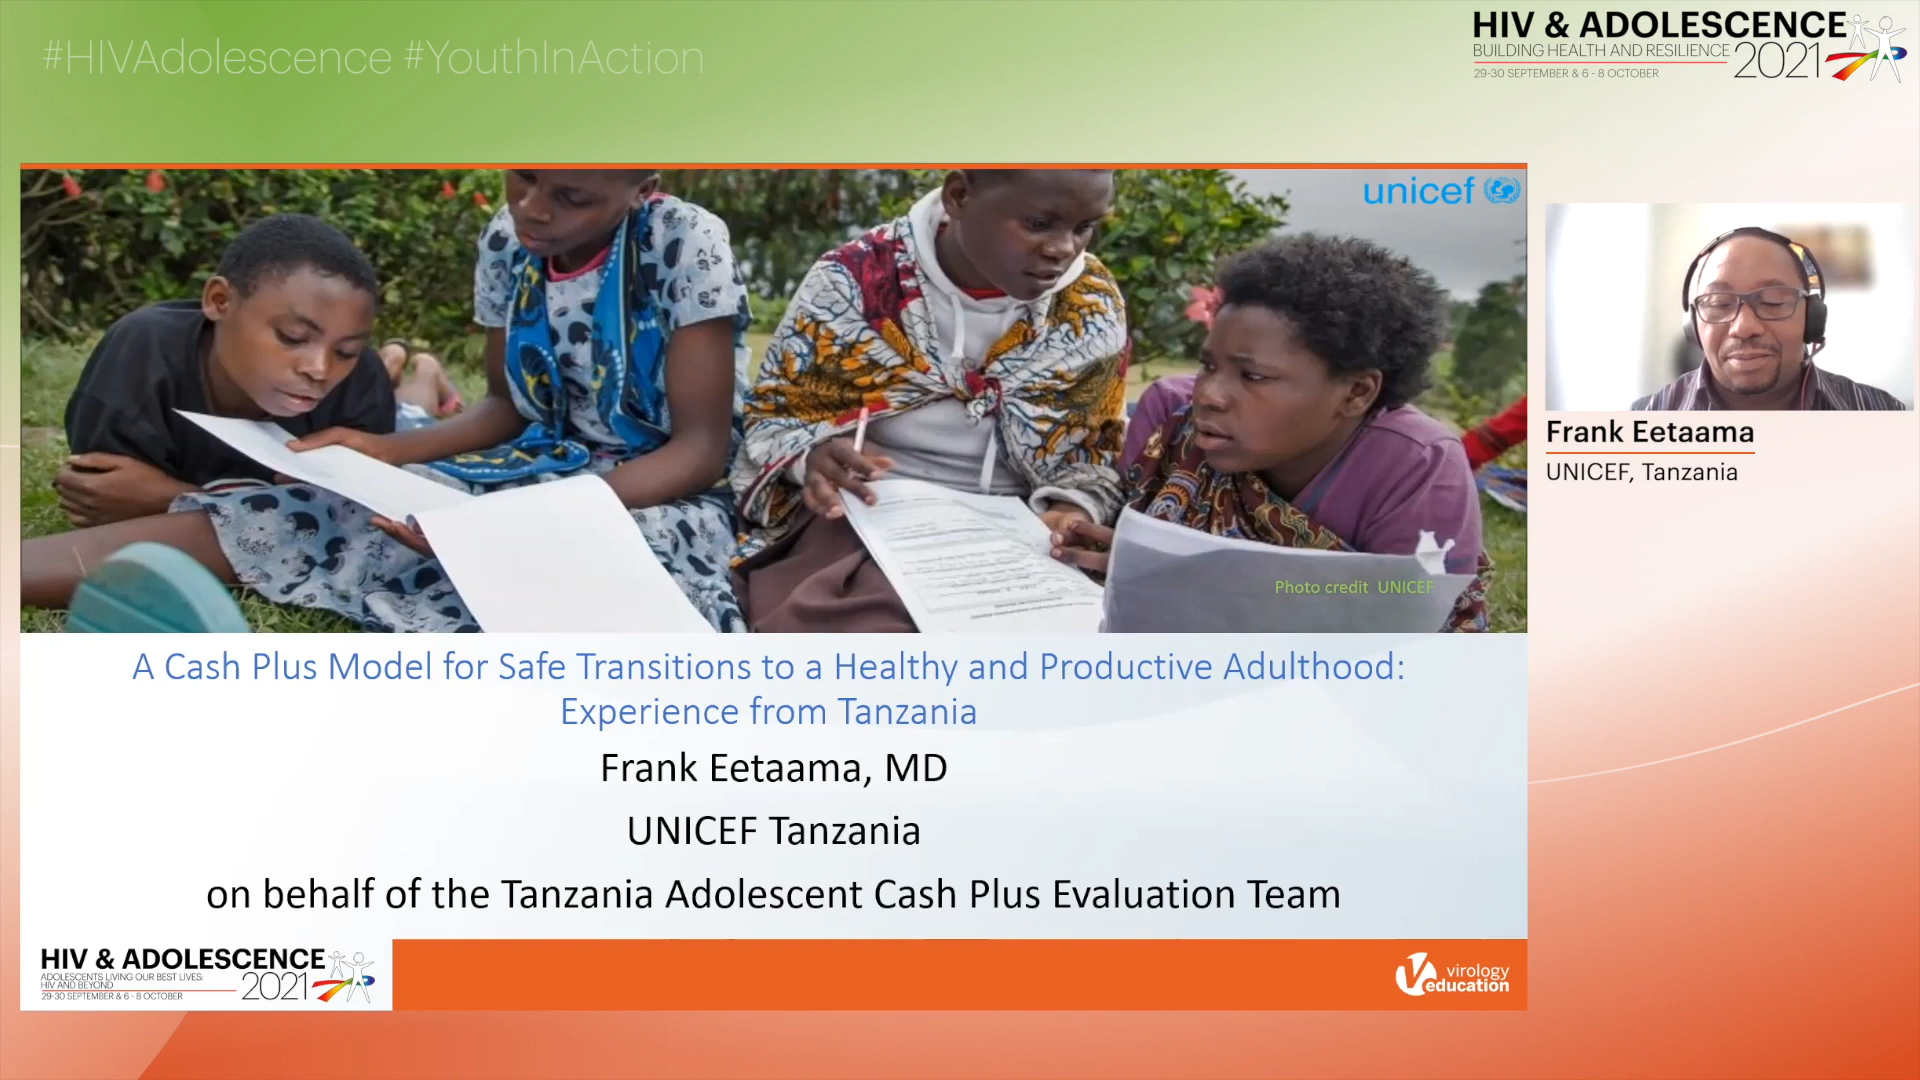 #HIVAdolescence #YouthInAction
HIV & ADOLESCENCE
BUILDING HEALTH AND RESILIENCE
2021
29-30 SEPTEMBER & 6 - 8 OCTOBER
unicef
Photo credit UNICEF
Frank Eetaama
UNICEF, Tanzania
A Cash Plus Model for Safe Transitions to a Healthy and Productive Adulthood:
Experience from Tanzania
Frank Eetaama, MD
UNICEF Tanzania
on behalf of the Tanzania Adolescent Cash Plus Evaluation Team
HIV & ADOLESCENCE
ADOLESCENTS LIVING OUR BEST LIVES:
HIV AND BEYOND
2021
29-30 SEPTEMBER & 6 - 8 OCTOBER
virology
education